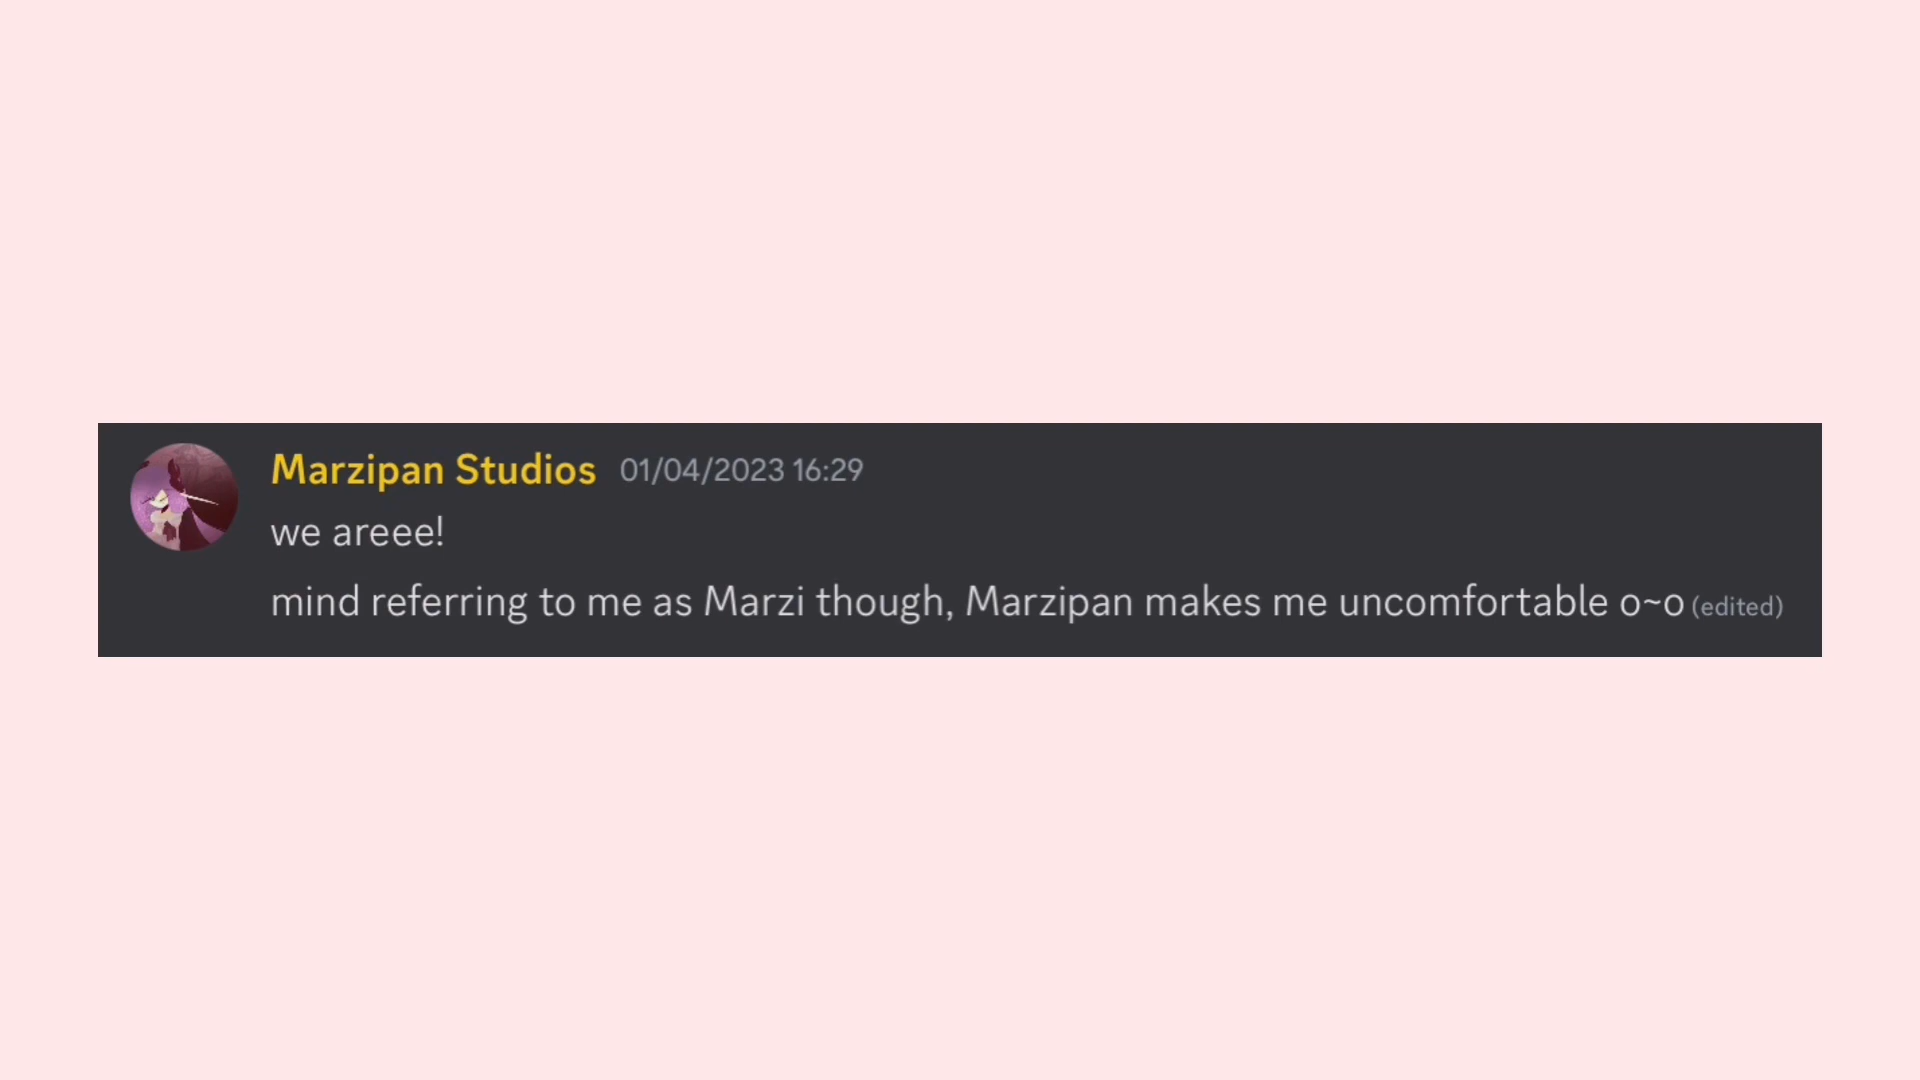 Marzipan Studios 01/04/2023 16:29
we areee!
mind referring to me as Marzi though, Marzipan makes me uncomfortable o~o (edited)